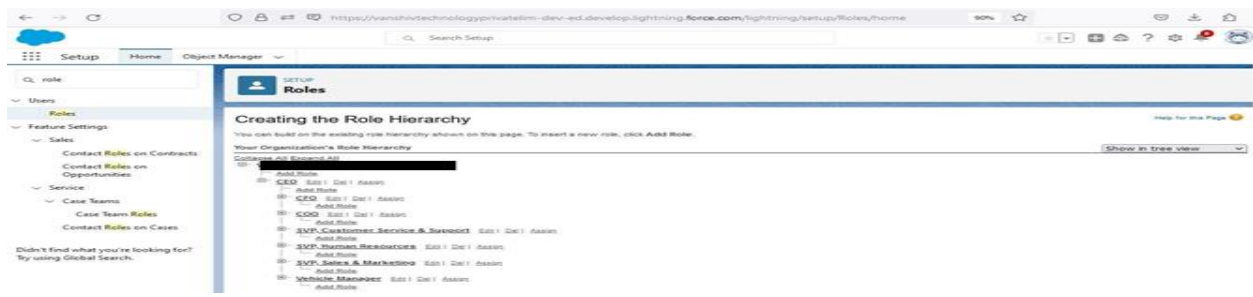 https://vanshivtechnologyprivatelim-dev-ed.develop.lightning.force.com/lightning/setup/Roles/home
90%
Search Setup
Setup Home Object Manager
role
SETUP
Roles
Users
Roles
Feature Settings
Sales
Contact Roles on Contracts
Contact Roles on
Opportunities
Service
Case Teams
Case Team Roles
Contact Roles on Cases
Didn't find what you're looking for?
Try using Global Search.
Creating the Role Hierarchy
Help for this Page
You can build on the existing role hierarchy shown on this page. To insert a new role, click Add Role.
Your Organization's Role Hierarchy
Show in tree view
Collapse All Expand All
Add Role
CEO Edit | Del | Assign
Add Role
CFO Edit | Del | Assign
Add Role
COO Edit | Del | Assign
Add Role
SVP, Customer Service & Support Edit | Del | Assign
Add Role
SVP, Human Resources Edit | Del | Assign
Add Role
SVP, Sales & Marketing Edit | Del | Assign
Add Role
Vehicle Manager Edit | Del | Assign
Add Role